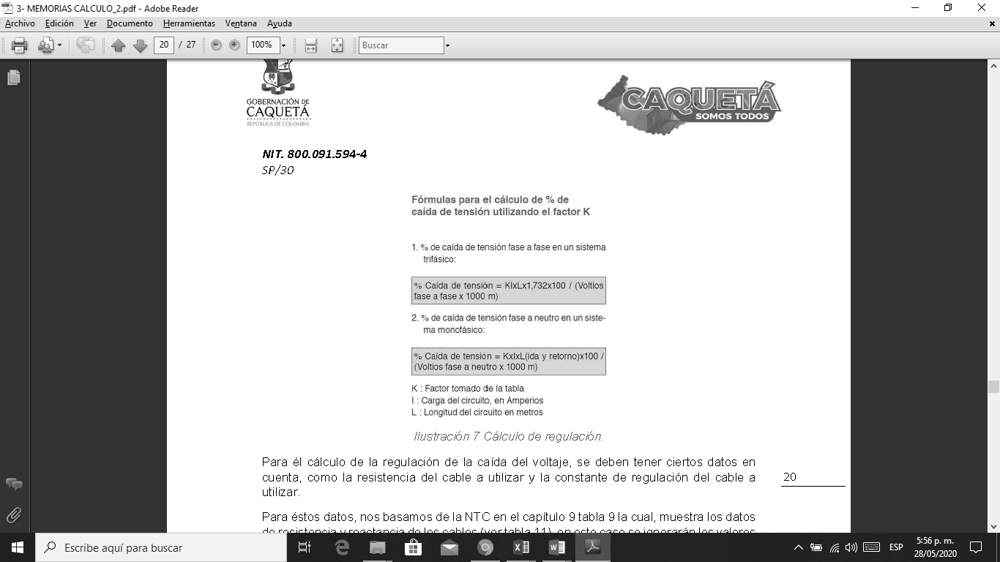 3- MEMORIAS CALCULO_2.pdf - Adobe Reader
Archivo Edición Ver Documento Herramientas Ventana Ayuda
20 / 27 100% Buscar
GOBERNACIÓN DE
CAQUETÁ
REPÚBLICA DE COLOMBIA
CAQUETÁ
SOMOS TODOS
NIT. 800.091.594-4
SP/30
Fórmulas para el cálculo de % de
caída de tensión utilizando el factor K
1. % de caída de tensión fase a fase en un sistema
trifásico:
% Caída de tensión = KIxLx1,732x100 / (Voltios
fase a fase x 1000 m)
2. % de caída de tensión fase a neutro en un siste-
ma monofásico:
% Caída de tensión = KxIxL(ida y retorno)x100 /
(Voltios fase a neutro x 1000 m)
K : Factor tomado de la tabla
I : Carga del circuito, en Amperios
L : Longitud del circuito en metros
Ilustración 7 Cálculo de regulación.
Para él cálculo de la regulación de la caída del voltaje, se deben tener ciertos datos en
cuenta, como la resistencia del cable a utilizar y la constante de regulación del cable a
utilizar.
20
Para éstos datos, nos basamos de la NTC en el capítulo 9 tabla 9 la cual, muestra los datos
de resistencia y reactancia de los cables (ver tabla 11), en este caso se ignorarán los valores
Escribe aquí para buscar
ESP
5:56 p. m.
28/05/2020